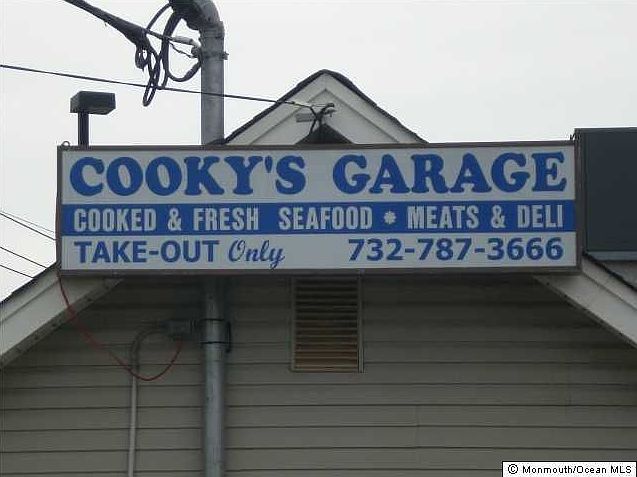 COOKY'S GARAGE
COOKED & FRESH SEAFOOD * MEATS & DELI
TAKE-OUT Only 732-787-3666
© Monmouth/Ocean MLS